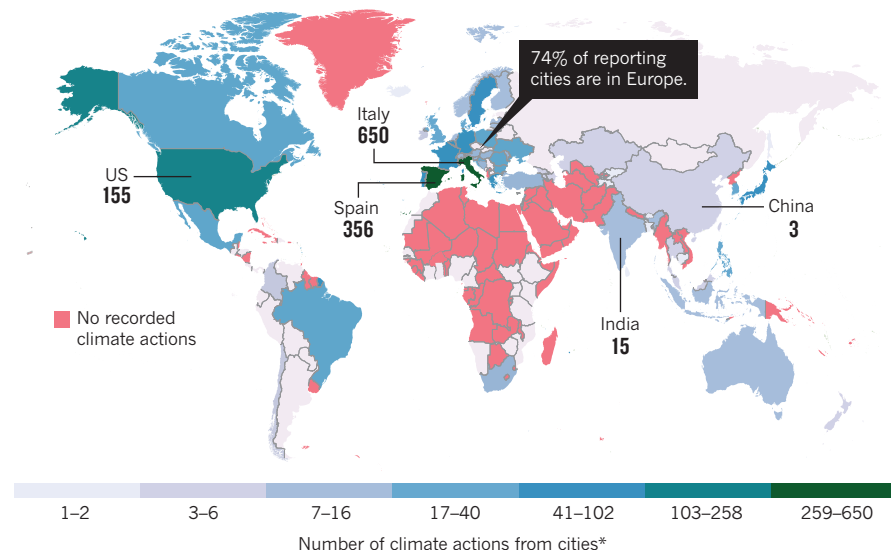 74% of reporting
cities are in Europe.
Italy
650
US
155
Spain
356
China
3
India
15
No recorded
climate actions
1–2
3–6
7–16
17–40
41–102
103–258
259–650
Number of climate actions from cities*